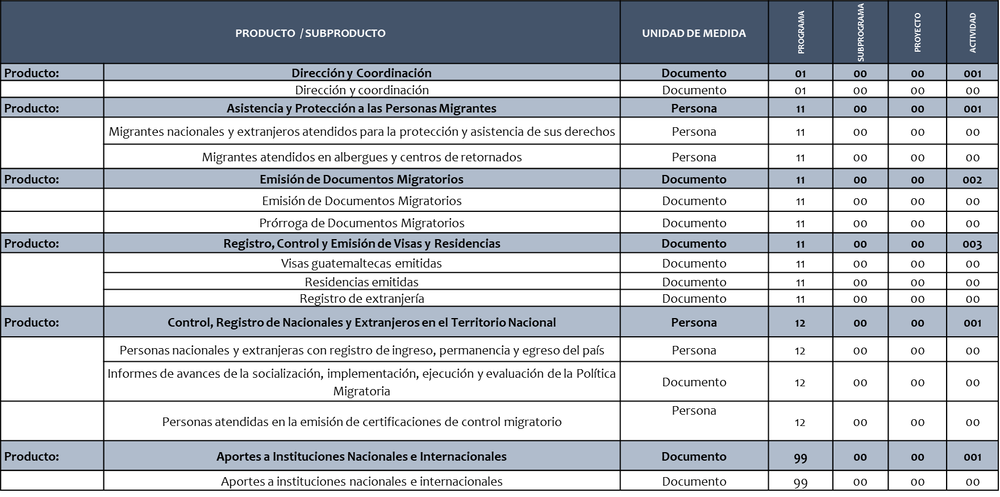 PRODUCTO / SUBPRODUCTO UNIDAD DE MEDIDA PROGRAMA SUBPROGRAMA PROYECTO ACTIVIDAD
Producto: Dirección y Coordinación Documento 01 00 00 001
Dirección y coordinación Documento 01 00 00 00
Producto: Asistencia y Protección a las Personas Migrantes Persona 11 00 00 001
Migrantes nacionales y extranjeros atendidos para la protección y asistencia de sus derechos Persona 11 00 00 00
Migrantes atendidos en albergues y centros de retornados Persona 11 00 00 00
Producto: Emisión de Documentos Migratorios Documento 11 00 00 002
Emisión de Documentos Migratorios Documento 11 00 00 00
Prórroga de Documentos Migratorios Documento 11 00 00 00
Producto: Registro, Control y Emisión de Visas y Residencias Documento 11 00 00 003
Visas guatemaltecas emitidas Documento 11 00 00 00
Residencias emitidas Documento 11 00 00 00
Registro de extranjería Documento 11 00 00 00
Producto: Control, Registro de Nacionales y Extranjeros en el Territorio Nacional Persona 12 00 00 001
Personas nacionales y extranjeras con registro de ingreso, permanencia y egreso del país Persona 12 00 00 00
Informes de avances de la socialización, implementación, ejecución y evaluación de la Política
Migratoria Documento 12 00 00 00
Personas atendidas en la emisión de certificaciones de control migratorio Persona 12 00 00 00
Producto: Aportes a Instituciones Nacionales e Internacionales Documento 99 00 00 001
Aportes a instituciones nacionales e internacionales Documento 99 00 00 00